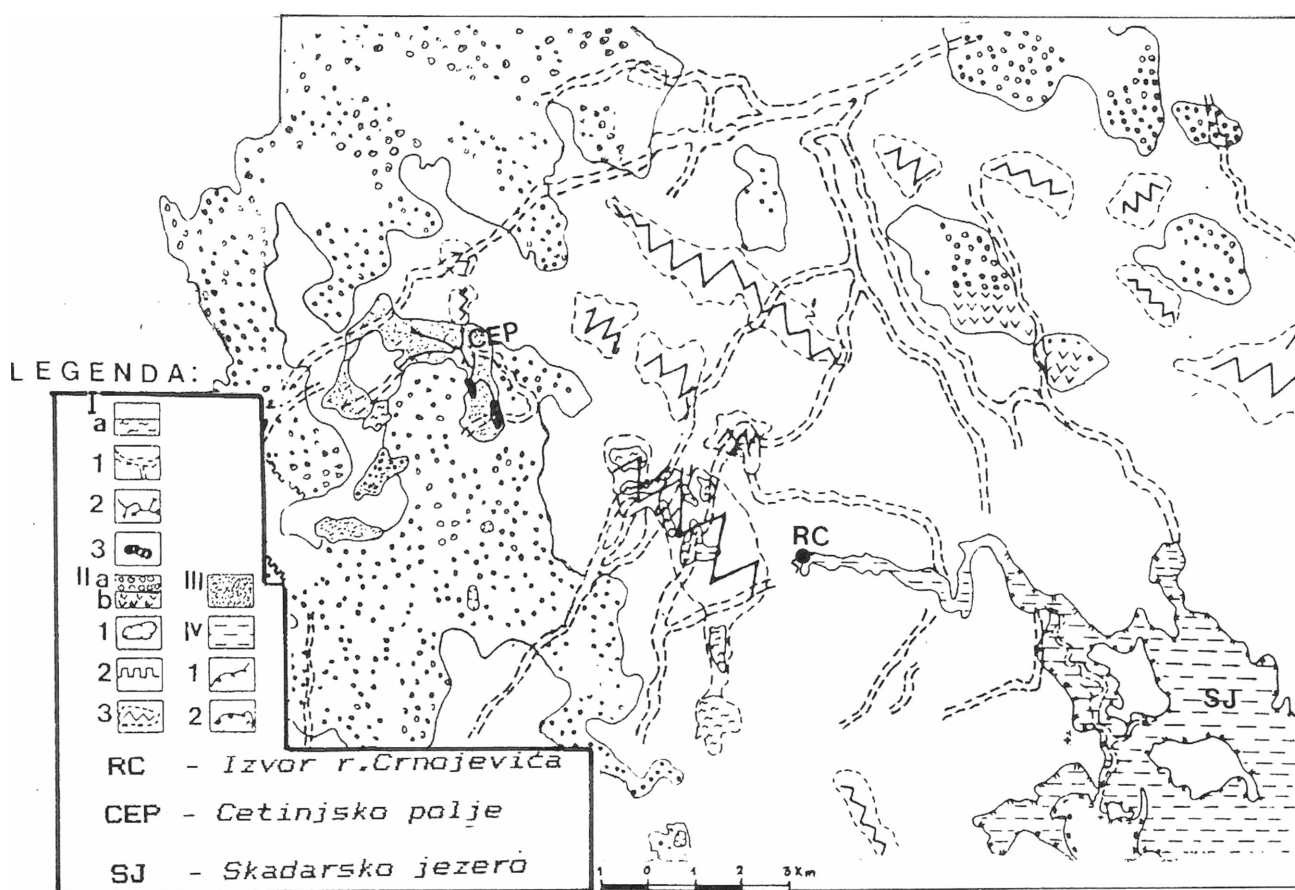 CEP
RC
SJ
LEGENDA:
I
a
1
2
3
II a
b
1
2
3
III
IV
1
2
RC - Izvor r.Crnojevića
CEP - Cetinjsko polje
SJ - Skadarsko jezero
1 0 1 2 3 Km